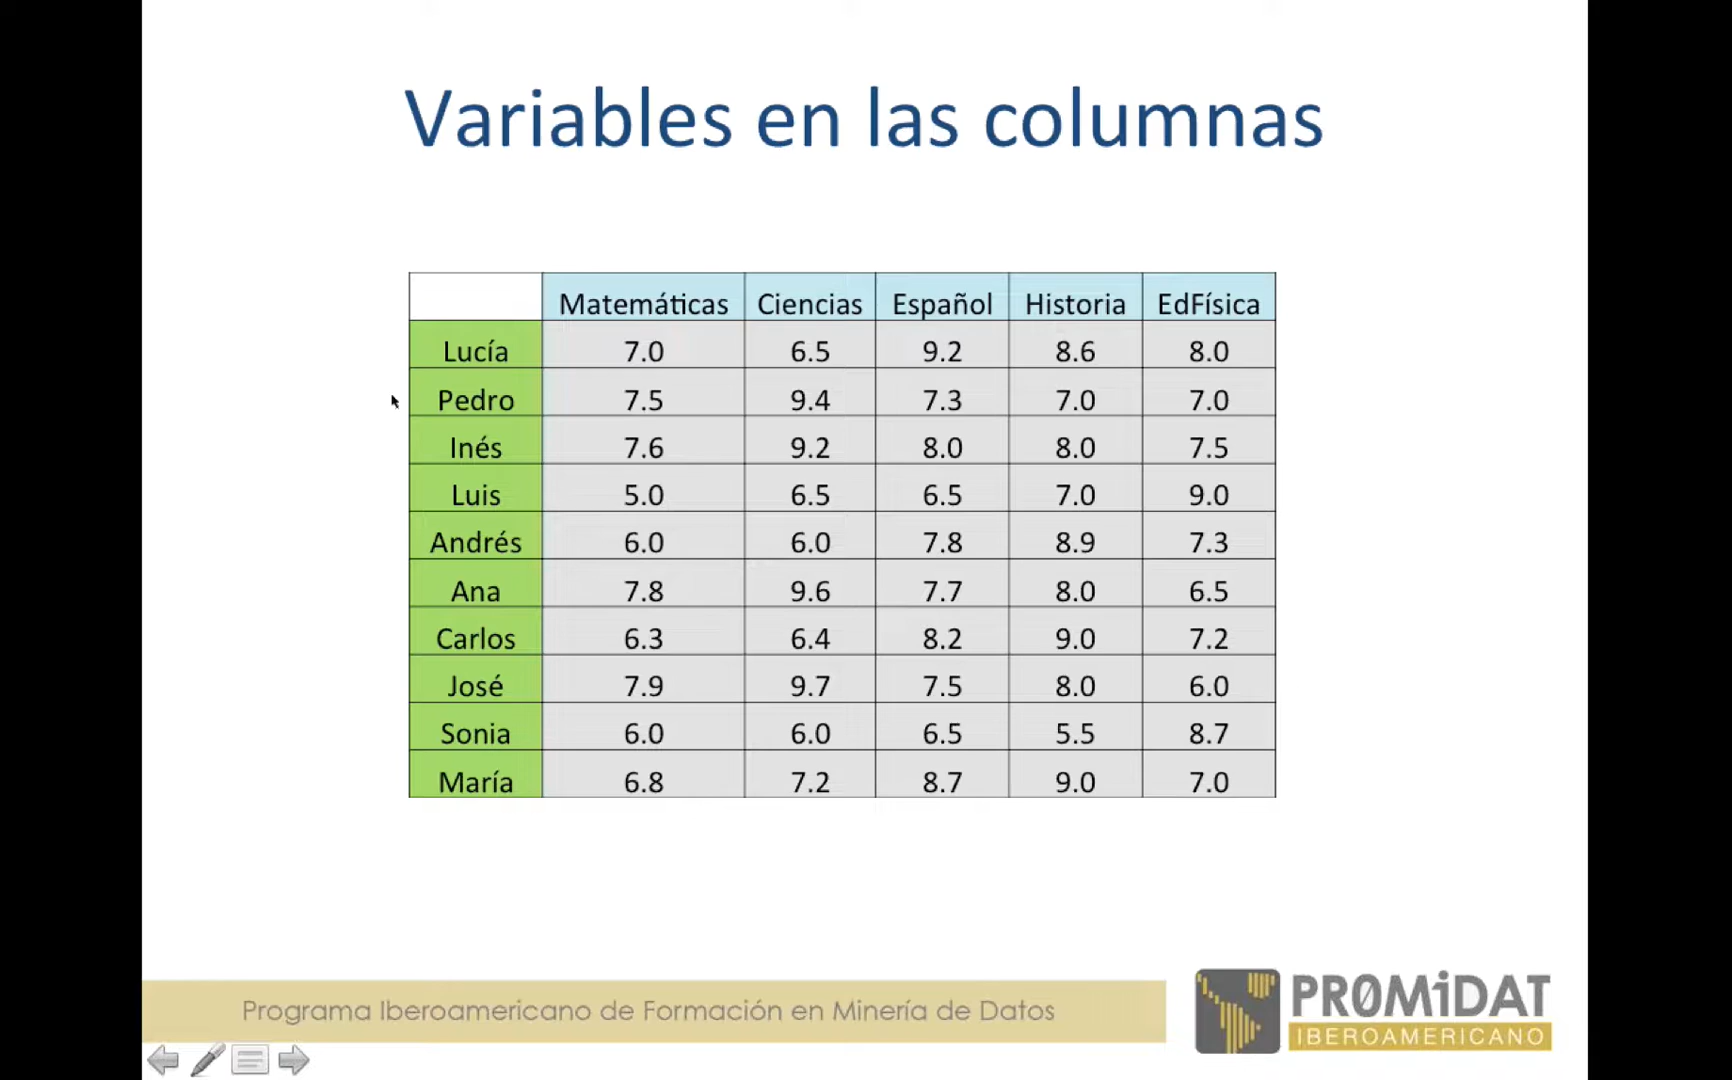 Variables en las columnas
Matemáticas Ciencias Español Historia EdFísica
Lucía 7.0 6.5 9.2 8.6 8.0
Pedro 7.5 9.4 7.3 7.0 7.0
Inés 7.6 9.2 8.0 8.0 7.5
Luis 5.0 6.5 6.5 7.0 9.0
Andrés 6.0 6.0 7.8 8.9 7.3
Ana 7.8 9.6 7.7 8.0 6.5
Carlos 6.3 6.4 8.2 9.0 7.2
José 7.9 9.7 7.5 8.0 6.0
Sonia 6.0 6.0 6.5 5.5 8.7
María 6.8 7.2 8.7 9.0 7.0
Programa Iberoamericano de Formación en Minería de Datos
PR0MiDAT
IBEROAMERICANO